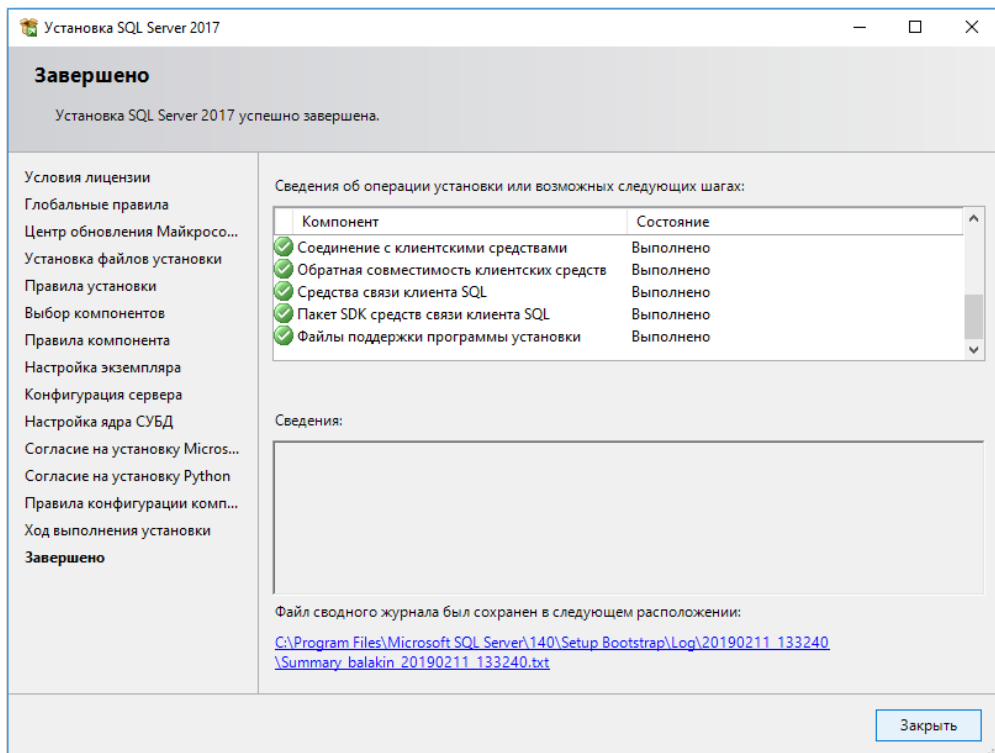 Установка SQL Server 2017
Завершено
Установка SQL Server 2017 успешно завершена.
Условия лицензии
Глобальные правила
Центр обновления Майкросо...
Установка файлов установки
Правила установки
Выбор компонентов
Правила компонента
Настройка экземпляра
Конфигурация сервера
Настройка ядра СУБД
Согласие на установку Micros...
Согласие на установку Python
Правила конфигурации комп...
Ход выполнения установки
Завершено
Сведения об операции установки или возможных следующих шагах:
Компонент Состояние
Соединение с клиентскими средствами Выполнено
Обратная совместимость клиентских средств Выполнено
Средства связи клиента SQL Выполнено
Пакет SDK средств связи клиента SQL Выполнено
Файлы поддержки программы установки Выполнено
Сведения:
Файл сводного журнала был сохранен в следующем расположении:
C:\Program Files\Microsoft SQL Server\140\Setup Bootstrap\Log\20190211_133240
\Summary_balakin_20190211_133240.txt
Закрыть